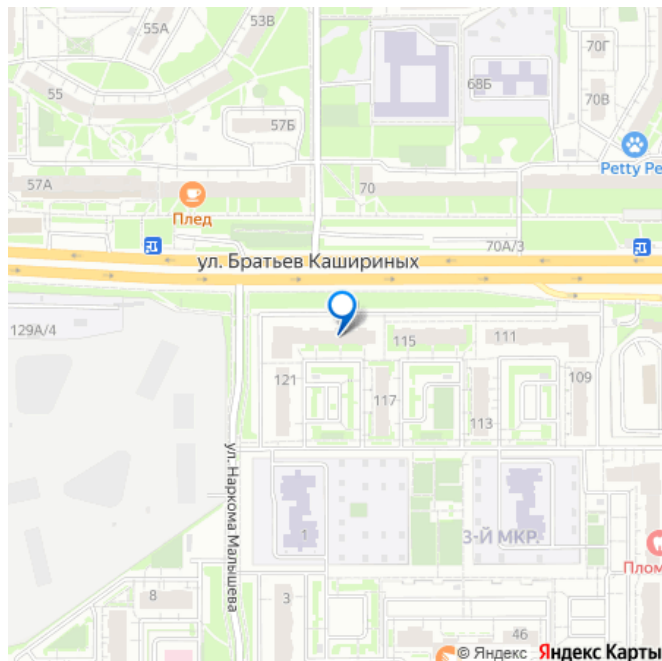 55А
53В
70Г
55
68Б
70В
57Б
Petty Pe
57А
70
Плед
70А/3
ул. Братьев Кашириных
129А/4
115
111
121
109
117
113
ул. Наркома Малышева
1
3-Й МКР.
Плом
8
3
46
© Яндекс Яндекс Карты